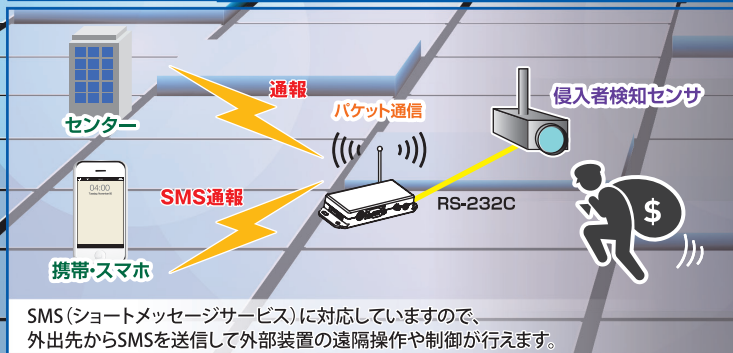 センター
通報
パケット通信
侵入者検知センサ
04:00
SMS通報
RS-232C
$
携帯・スマホ
SMS（ショートメッセージサービス）に対応していますので、
外出先からSMSを送信して外部装置の遠隔操作や制御が行えます。